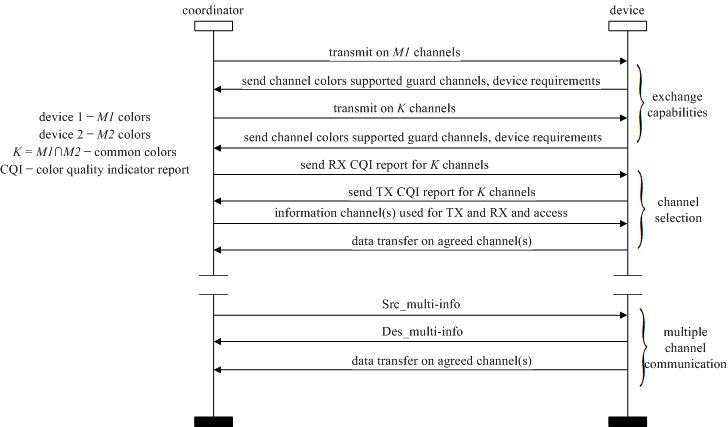 coordinator
device
transmit on M1 channels
send channel colors supported guard channels, device requirements
transmit on K channels
send channel colors supported guard channels, device requirements
exchange
capabilities
device 1 – M1 colors
device 2 – M2 colors
K = M1∩M2 – common colors
CQI – color quality indicator report
send RX CQI report for K channels
send TX CQI report for K channels
information channel(s) used for TX and RX and access
data transfer on agreed channel(s)
channel
selection
Src_multi-info
Des_multi-info
data transfer on agreed channel(s)
multiple
channel
communication